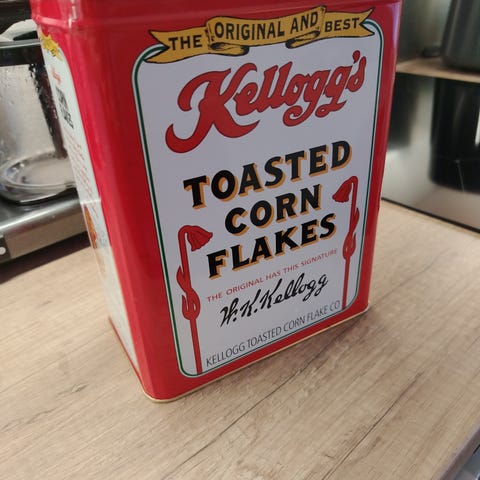 THE ORIGINAL AND BEST
Kellogg's
TOASTED
CORN
FLAKES
THE ORIGINAL HAS THIS SIGNATURE
W.K.Kellogg
KELLOGG TOASTED CORN FLAKE CO.